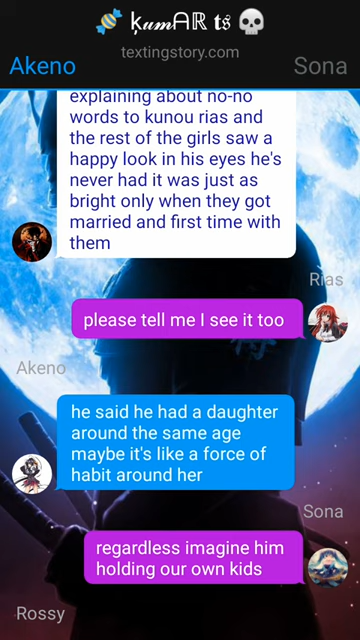 🍬 ķ𝓾𝓶ᗩℝ 𝖙𝖘 💀
textingstory.com
Akeno
Sona
explaining about no-no
words to kunou rias and
the rest of the girls saw a
happy look in his eyes he's
never had it was just as
bright only when they got
married and first time with
them
Rias
please tell me I see it too
Akeno
he said he had a daughter
around the same age
maybe it's like a force of
habit around her
Sona
regardless imagine him
holding our own kids
Rossy